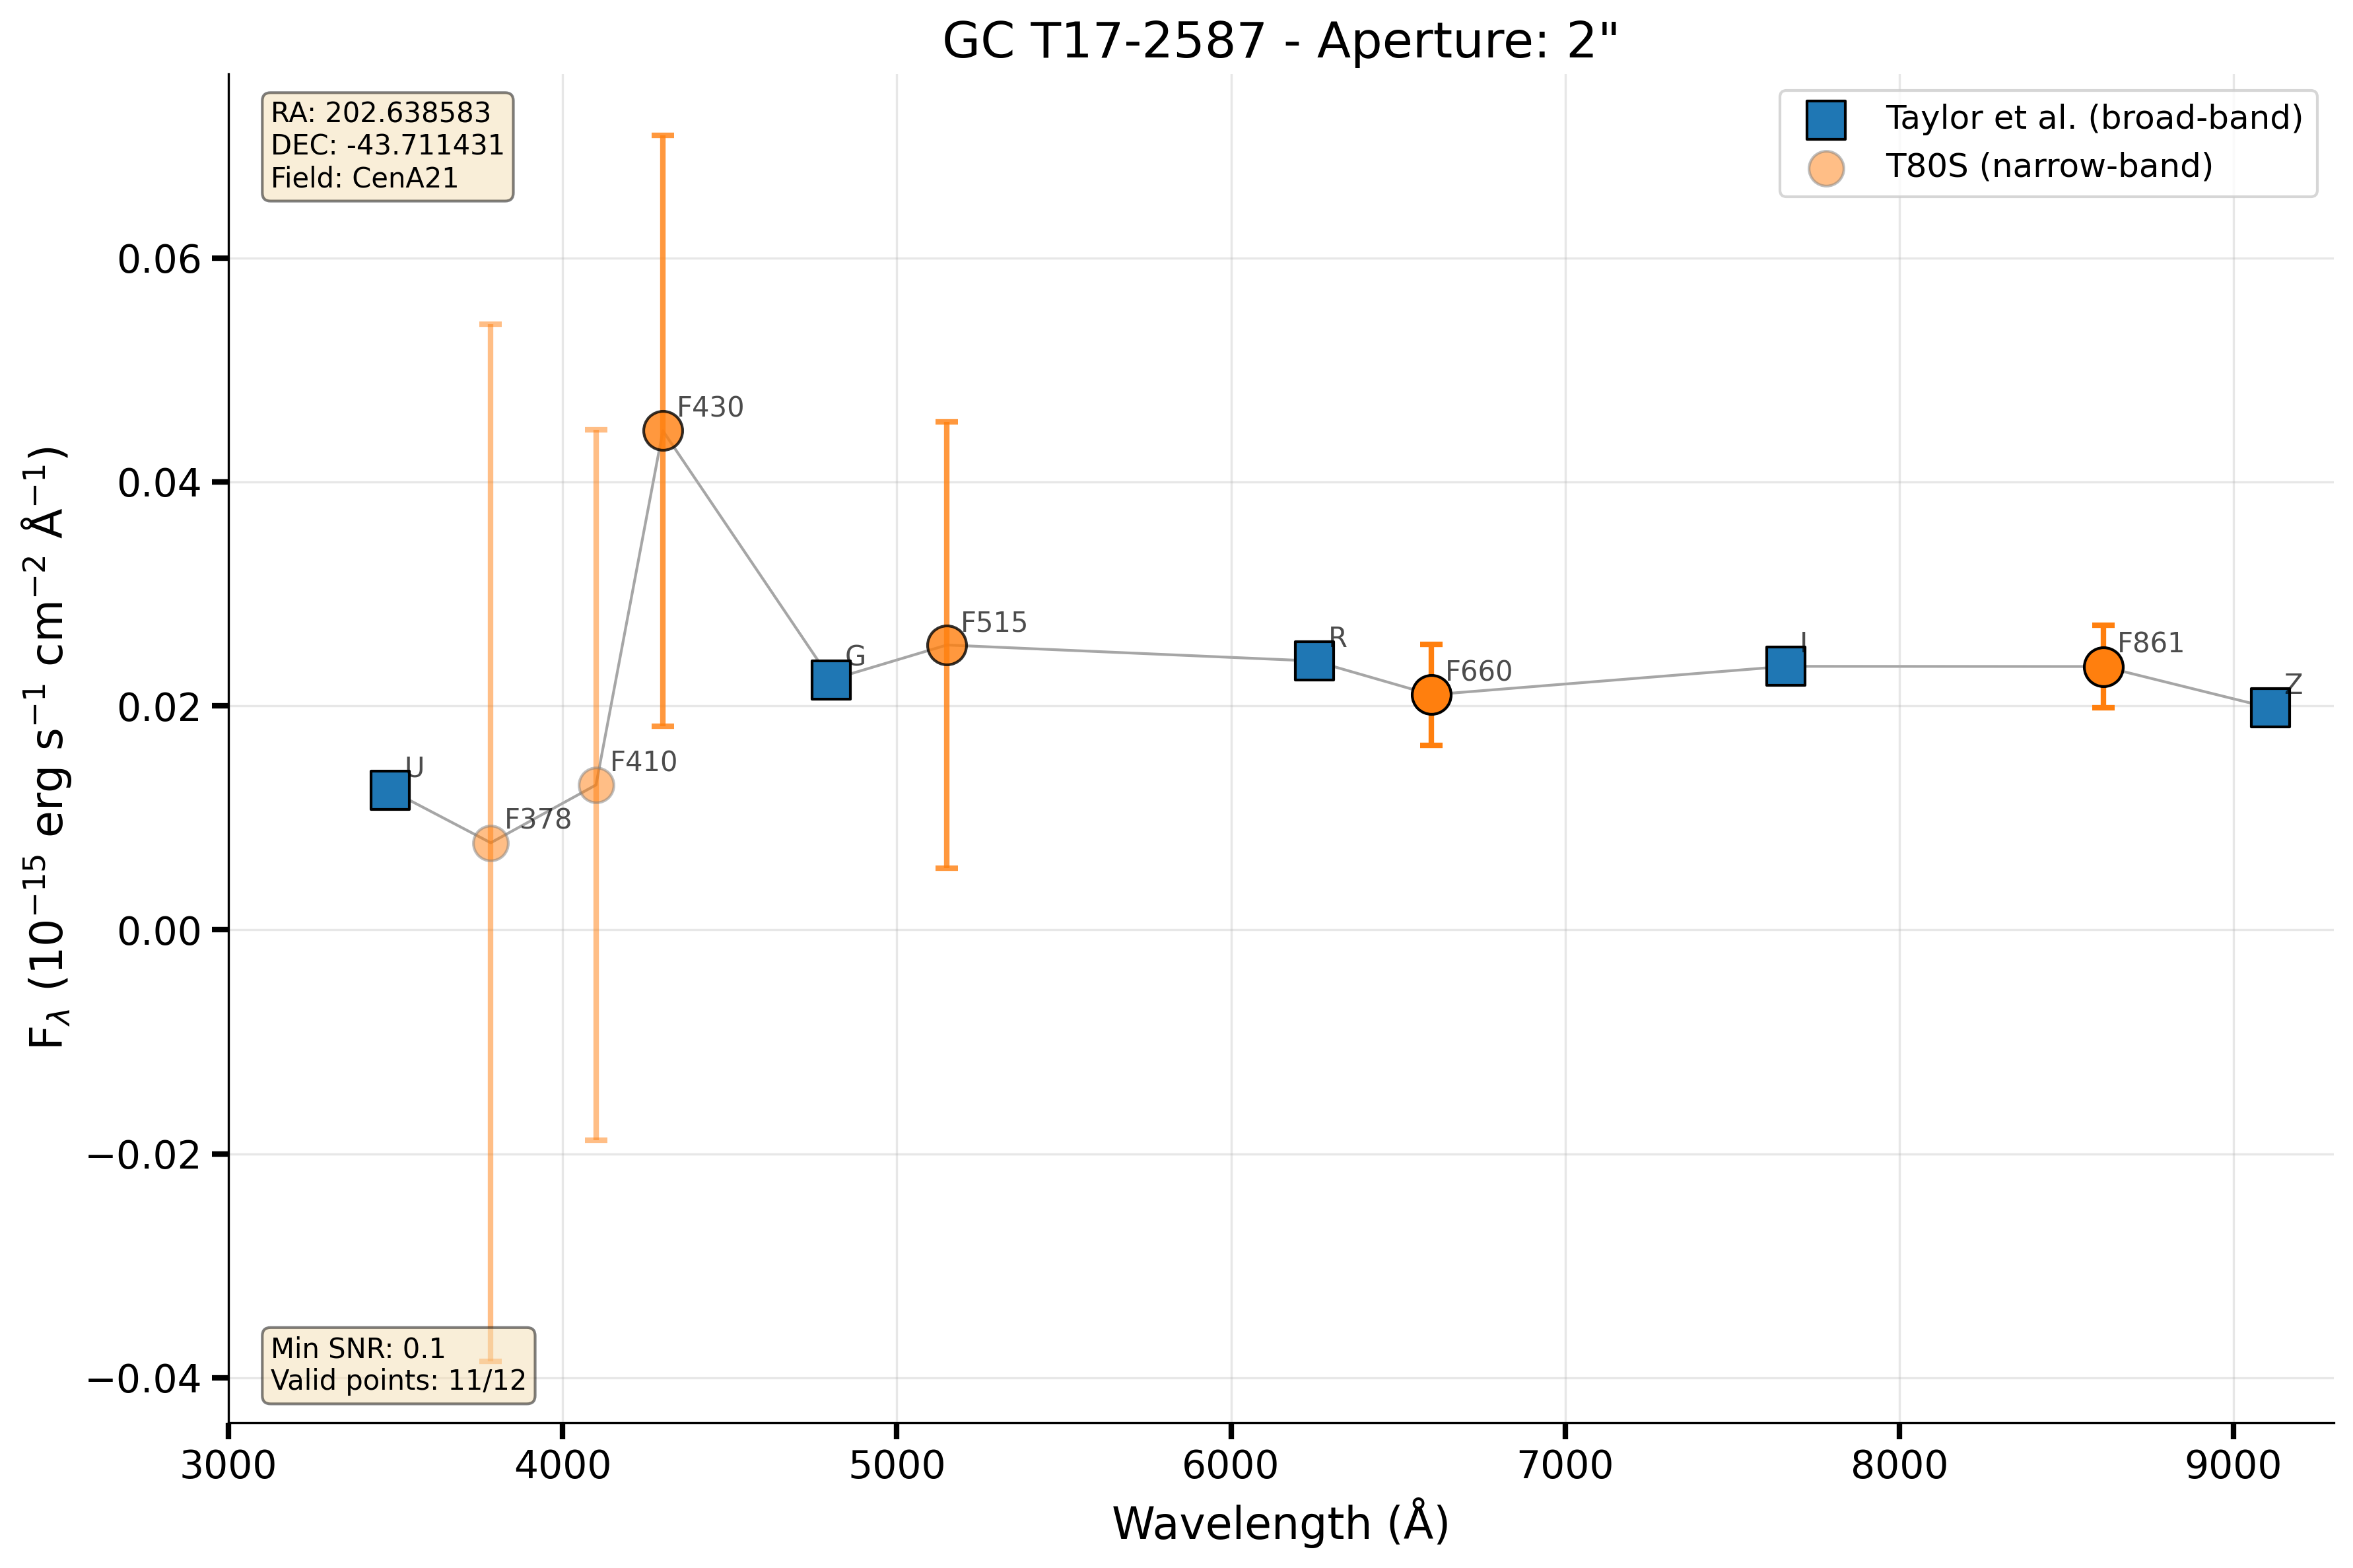 GC T17-2587 - Aperture: 2"
RA: 202.638583
DEC: -43.711431
Field: CenA21
Taylor et al. (broad-band)
T80S (narrow-band)
F430
F515
G
R
F660
I
F861
Z
U
F378
F410
Min SNR: 0.1
Valid points: 11/12
0.06
0.04
0.02
0.00
−0.02
−0.04
F_λ (10⁻¹⁵ erg s⁻¹ cm⁻² Å⁻¹)
3000 4000 5000 6000 7000 8000 9000
Wavelength (Å)